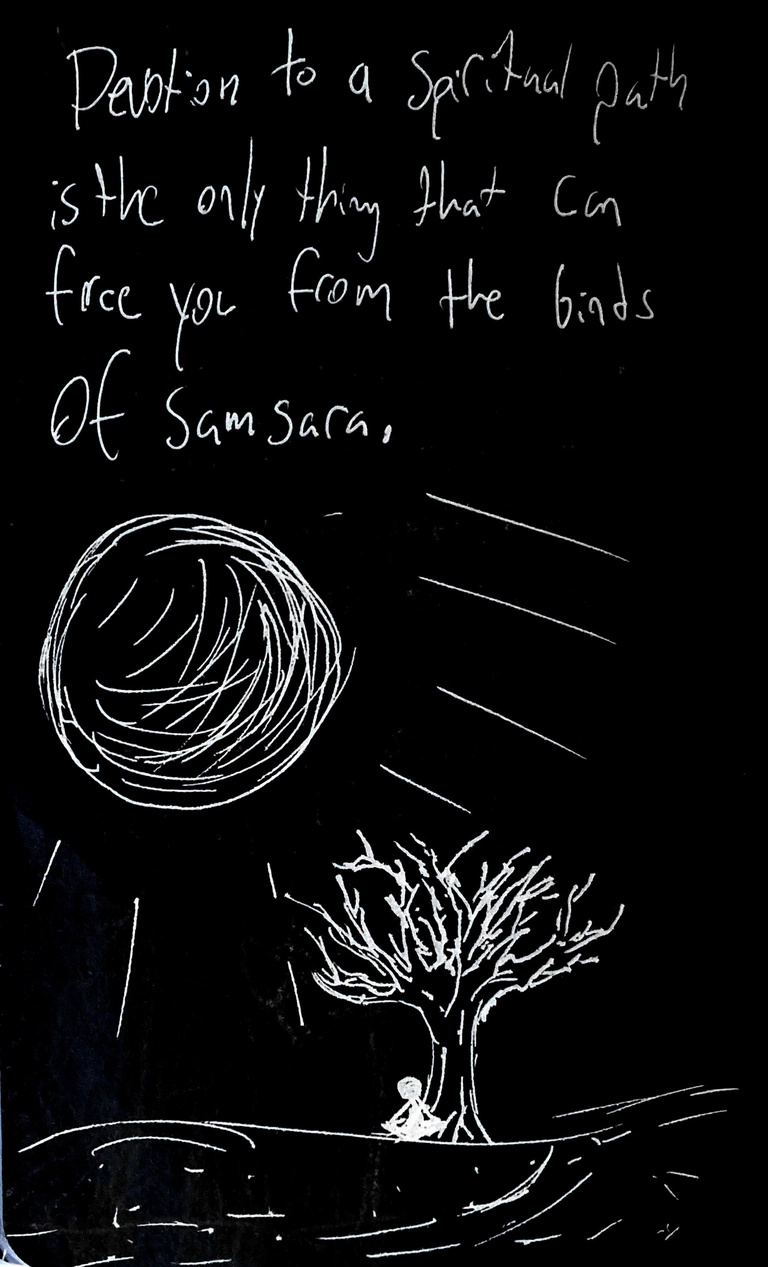 Devotion to a spiritual path
is the only thing that can
free you from the binds
Of Samsara.